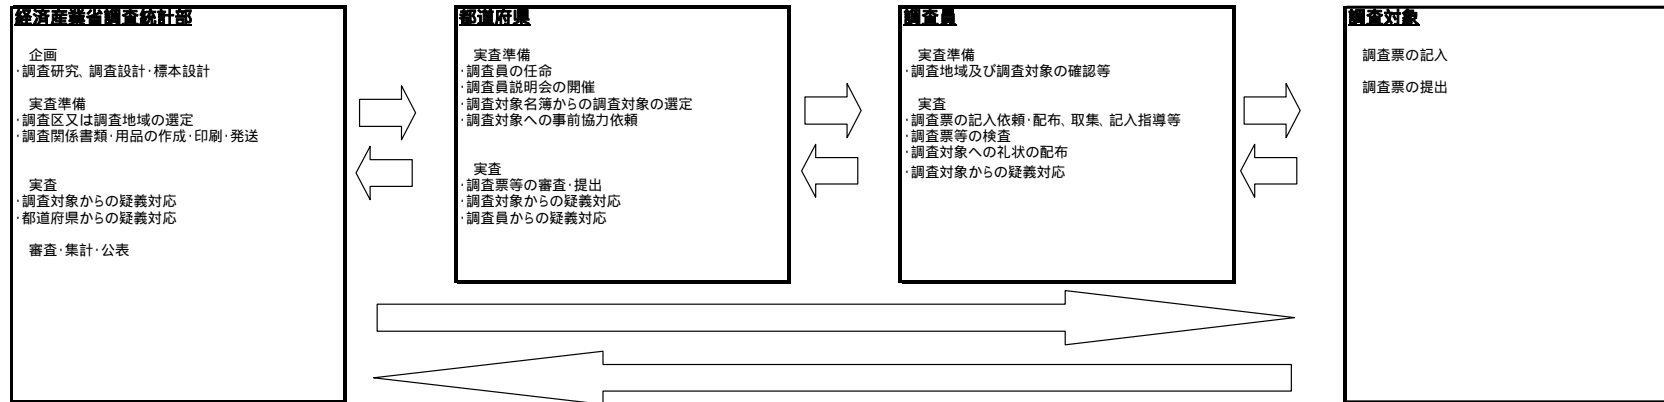 経済産業省調査統計部
企画
・調査研究、調査設計・標本設計
実査準備
・調査区又は調査地域の選定
・調査関係書類・用品の作成・印刷・発送
実査
・調査対象からの疑義対応
・都道府県からの疑義対応
審査・集計・公表
都道府県
実査準備
・調査員の任命
・調査員説明会の開催
・調査対象名簿からの調査対象の選定
・調査対象への事前協力依頼
実査
・調査票等の審査・提出
・調査対象からの疑義対応
・調査員からの疑義対応
調査員
実査準備
・調査地域及び調査対象の確認等
実査
・調査票の記入依頼・配布、取集、記入指導等
・調査票等の検査
・調査対象への礼状の配布
・調査対象からの疑義対応
調査対象
調査票の記入
調査票の提出